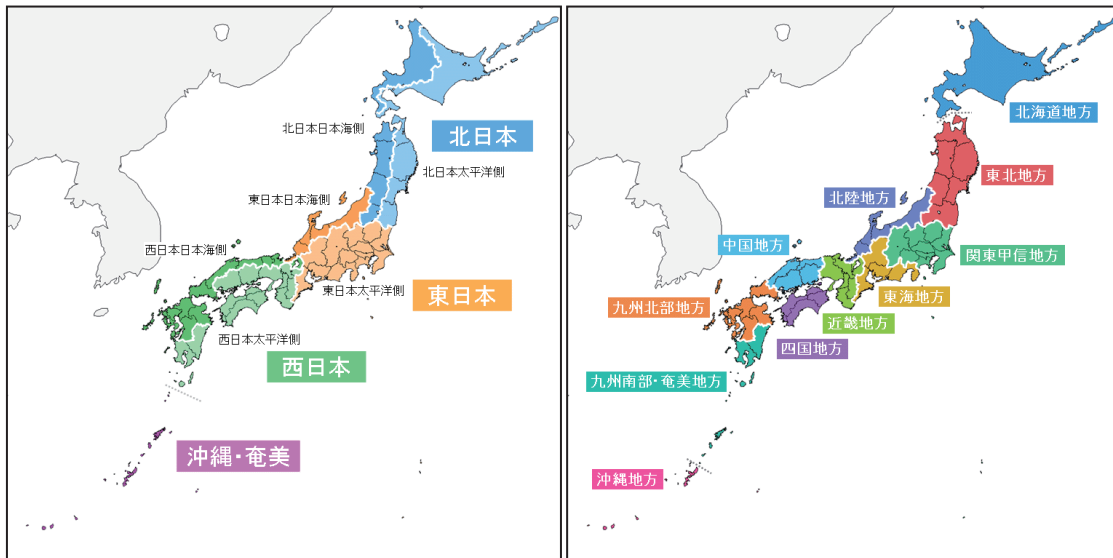 北日本日本海側
北日本
北日本太平洋側
東日本日本海側
西日本日本海側
東日本太平洋側
東日本
西日本太平洋側
西日本
沖縄・奄美
北海道地方
東北地方
北陸地方
中国地方
関東甲信地方
東海地方
九州北部地方
近畿地方
四国地方
九州南部・奄美地方
沖縄地方